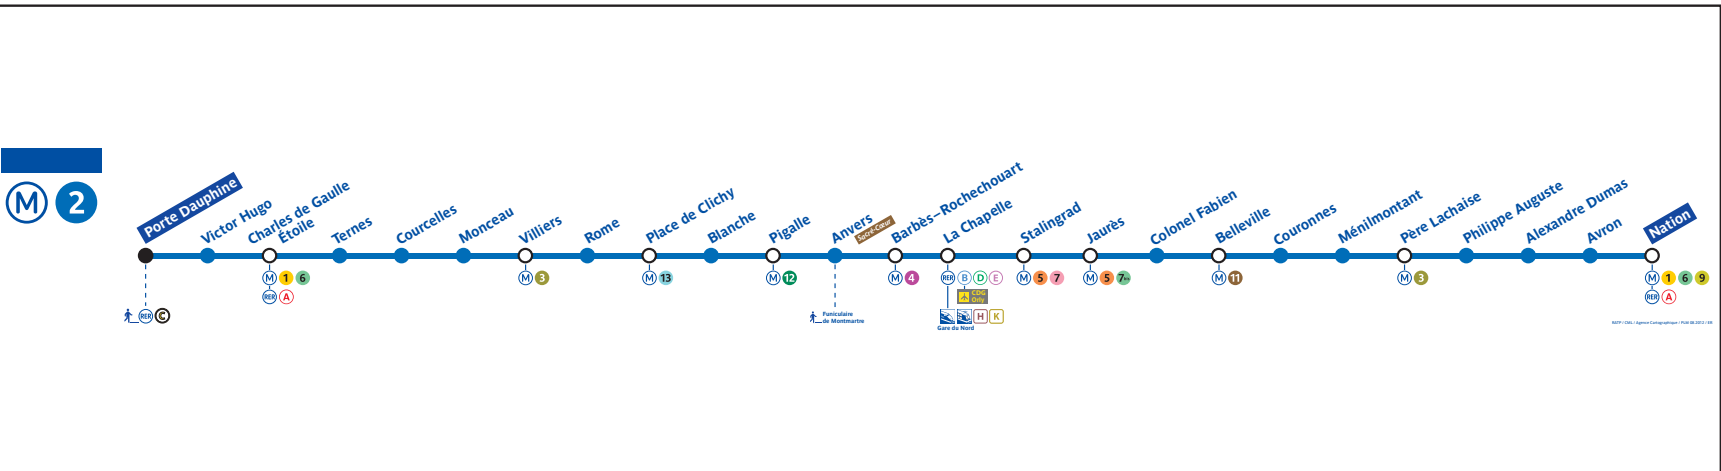 M 2
Porte Dauphine
Victor Hugo
Charles de Gaulle
Étoile
Ternes
Courcelles
Monceau
Villiers
Rome
Place de Clichy
Blanche
Pigalle
Anvers
Sacré-Cœur
Barbès–Rochechouart
La Chapelle
Stalingrad
Jaurès
Colonel Fabien
Belleville
Couronnes
Ménilmontant
Père Lachaise
Philippe Auguste
Alexandre Dumas
Avron
Nation
RER C
M 1 6
RER A
M 3
M 13
M 12
Funiculaire
de Montmartre
M 4
RER B D E
CDG
Orly
H K
Gare du Nord
M 5 7
M 5 7bis
M 11
M 3
M 1 6 9
RER A